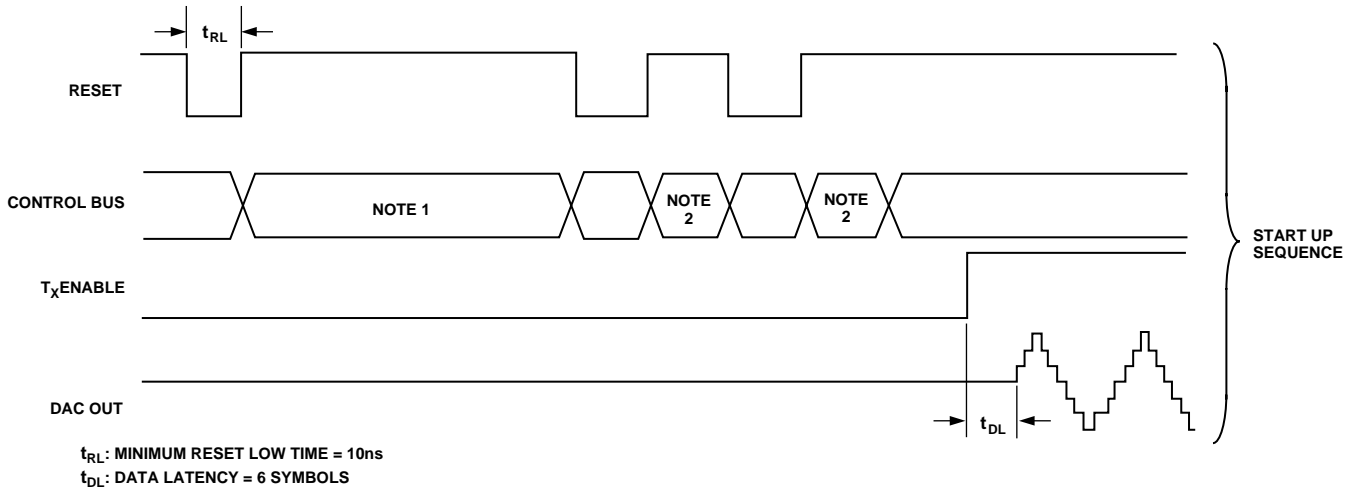 tRL
RESET
CONTROL BUS
NOTE 1
NOTE
2
NOTE
2
START UP
SEQUENCE
TXENABLE
DAC OUT
tDL
tRL: MINIMUM RESET LOW TIME = 10ns
tDL: DATA LATENCY = 6 SYMBOLS